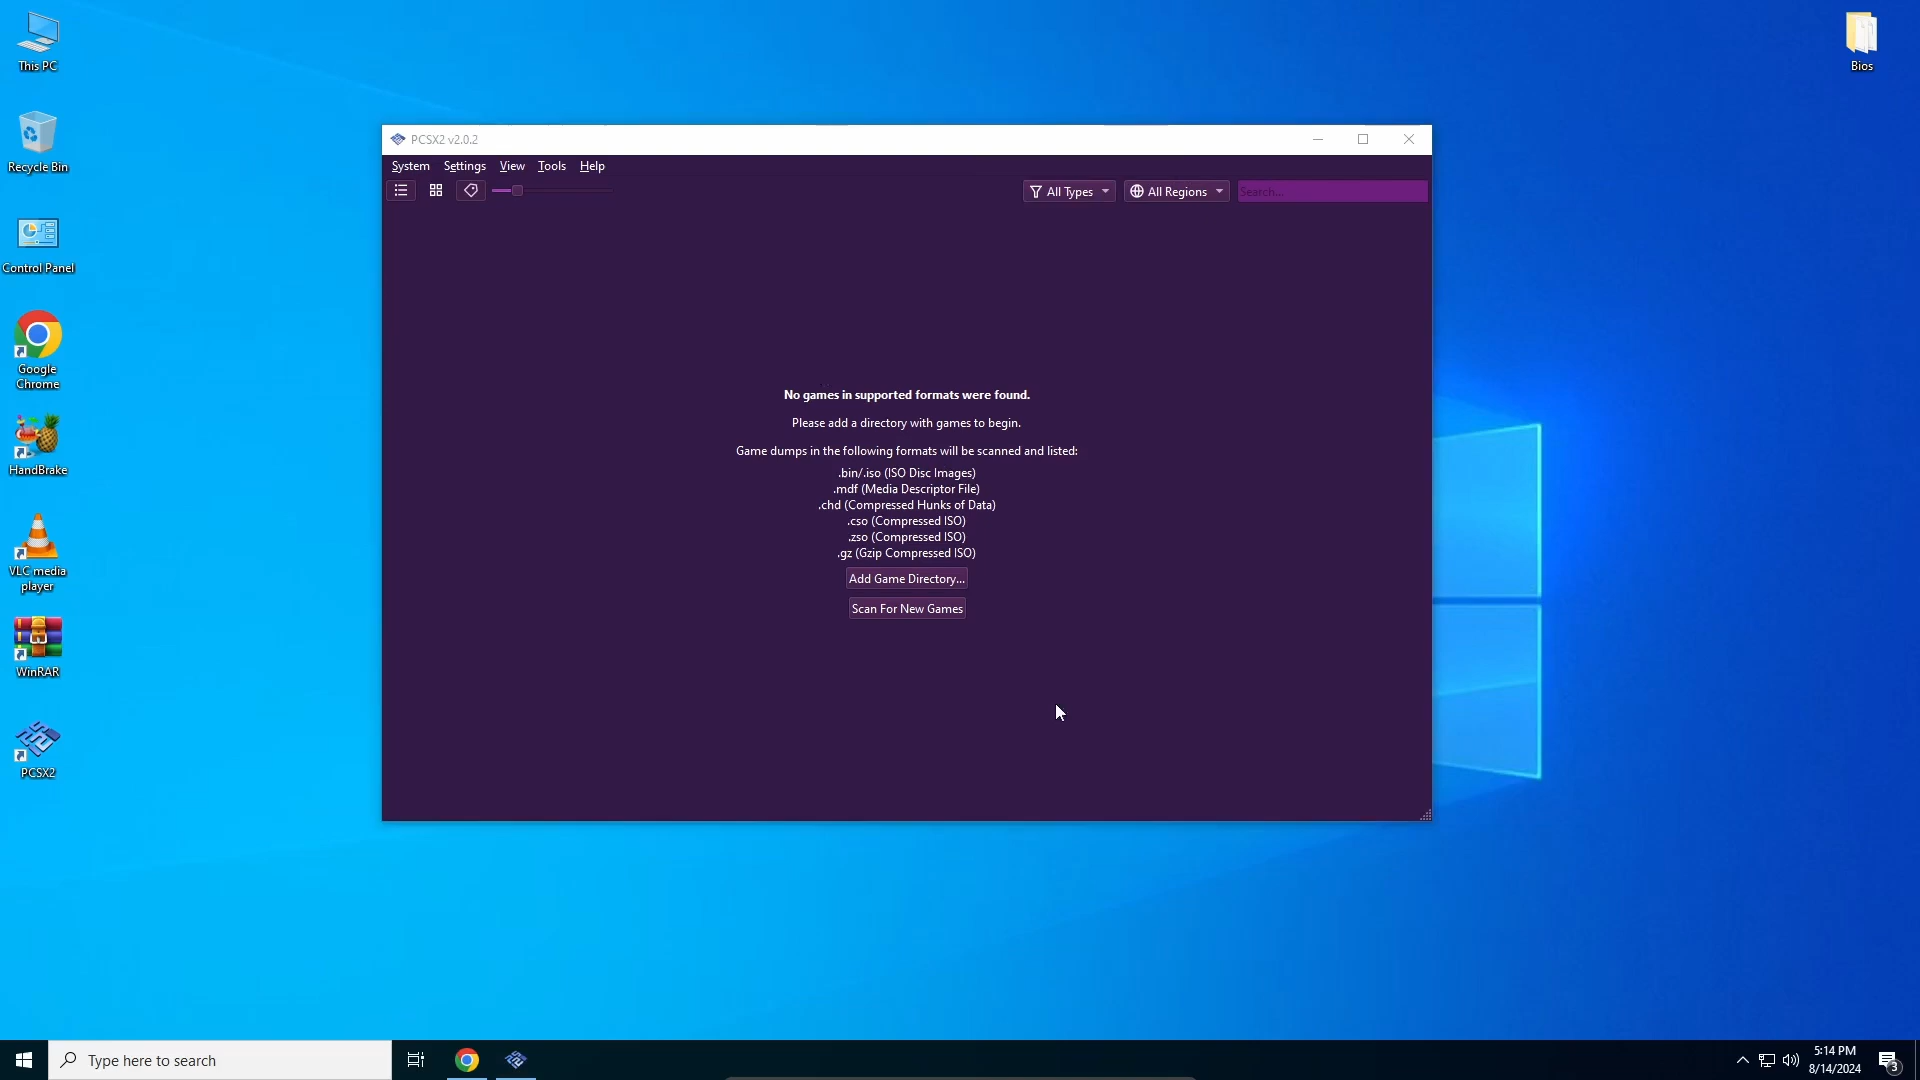 This PC
Recycle Bin
Control Panel
Google
Chrome
HandBrake
VLC media
player
WinRAR
PCSX2
Bios
PCSX2 v2.0.2
System Settings View Tools Help
All Types All Regions Search...
No games in supported formats were found.
Please add a directory with games to begin.
Game dumps in the following formats will be scanned and listed:
.bin/.iso (ISO Disc Images)
.mdf (Media Descriptor File)
.chd (Compressed Hunks of Data)
.cso (Compressed ISO)
.zso (Compressed ISO)
.gz (Gzip Compressed ISO)
Add Game Directory...
Scan For New Games
Type here to search
5:14 PM
8/14/2024
3